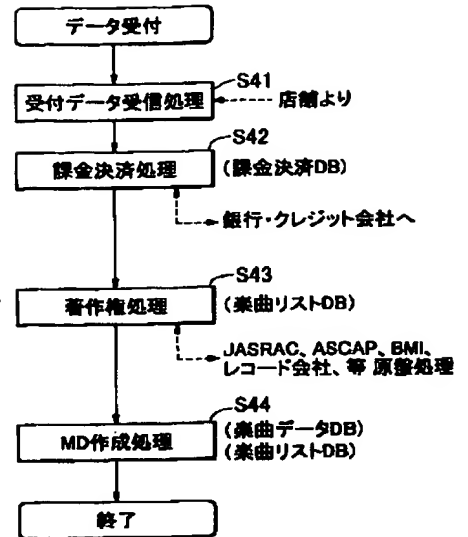 データ受付
S41
受付データ受信処理
店舗より
S42
課金決済処理
(課金決済DB)
銀行・クレジット会社へ
S43
著作権処理
(楽曲リストDB)
JASRAC、ASCAP、BMI、
レコード会社、等 原盤処理
S44
MD作成処理
(楽曲データDB)
(楽曲リストDB)
終了